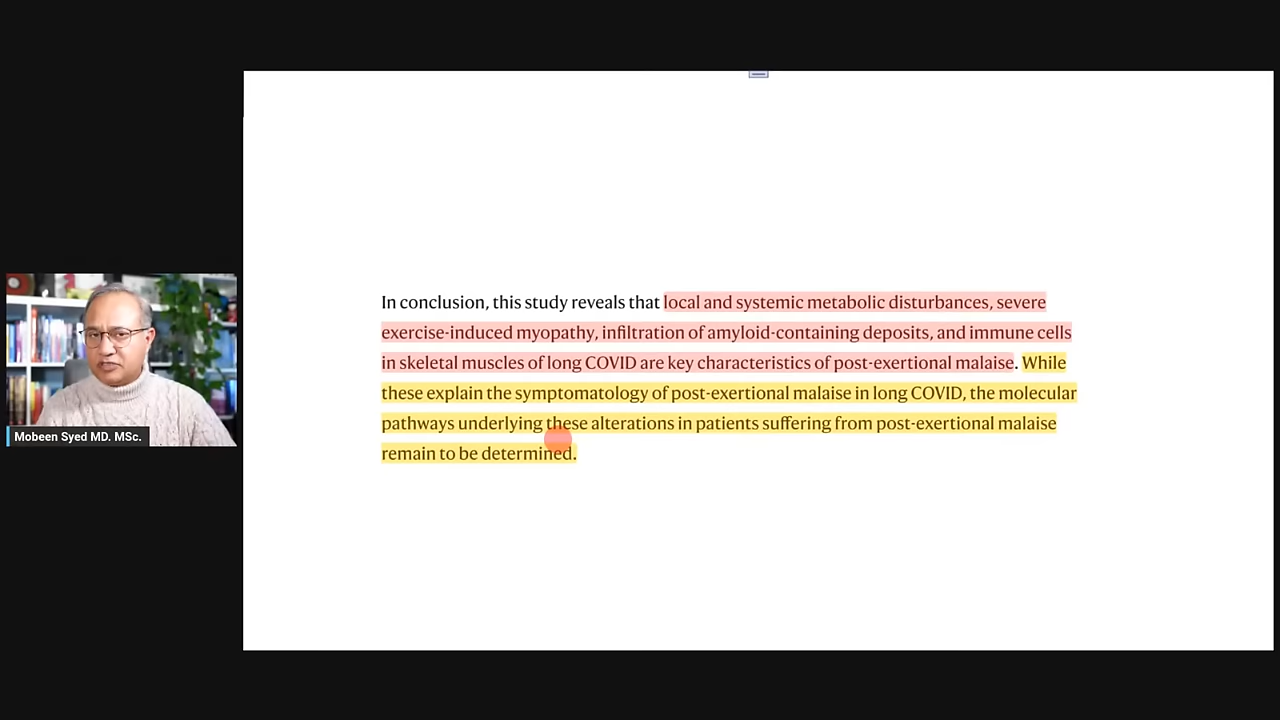 In conclusion, this study reveals that local and systemic metabolic disturbances, severe
exercise-induced myopathy, infiltration of amyloid-containing deposits, and immune cells
in skeletal muscles of long COVID are key characteristics of post-exertional malaise. While
these explain the symptomatology of post-exertional malaise in long COVID, the molecular
pathways underlying these alterations in patients suffering from post-exertional malaise
remain to be determined.
Mobeen Syed MD. MSc.